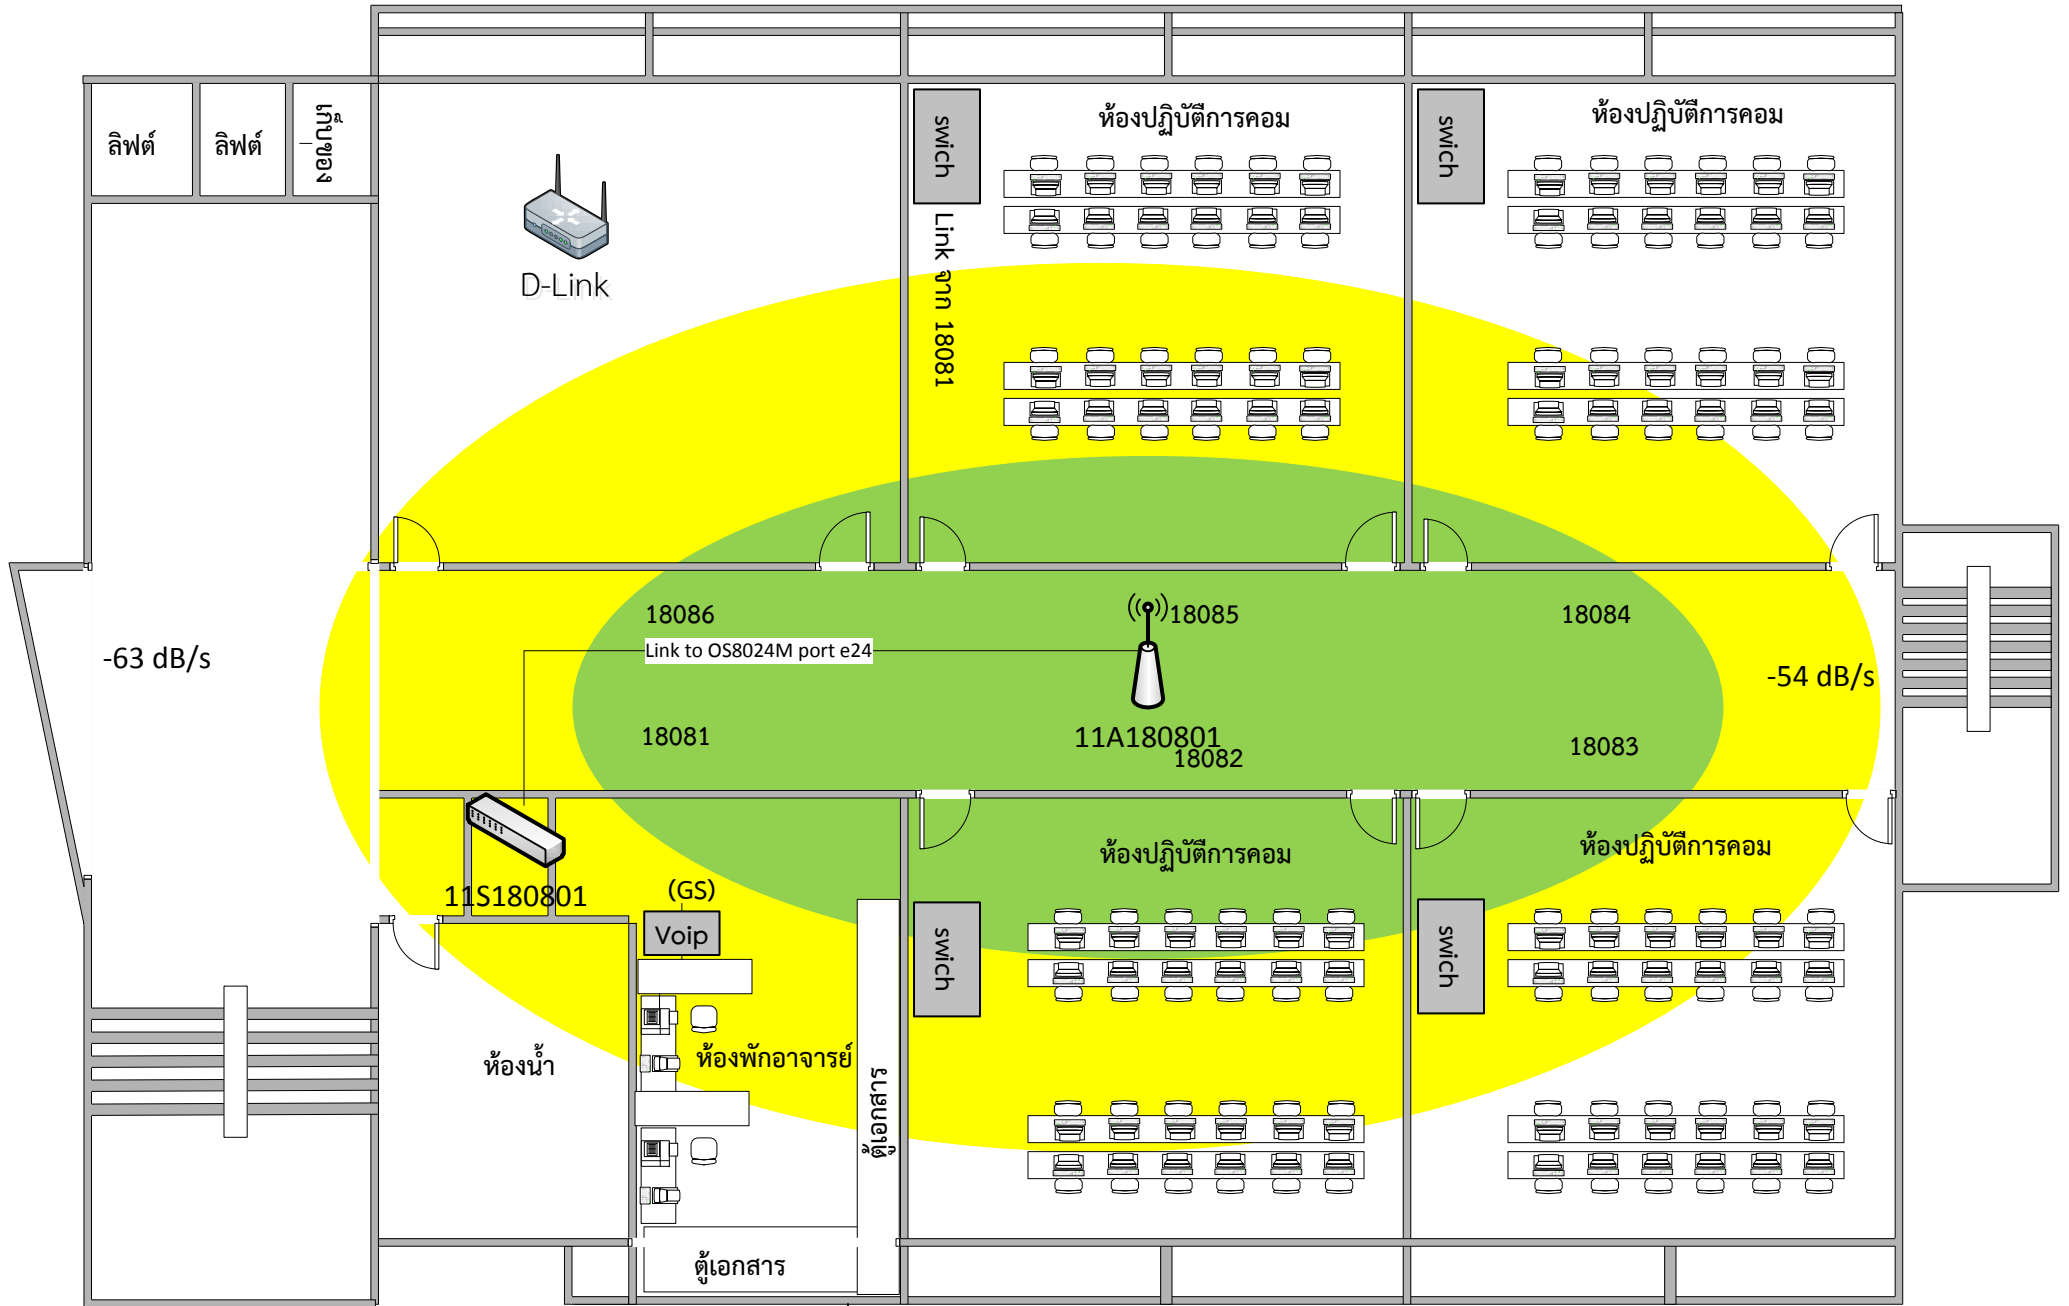 ลิฟต์
ลิฟต์
เก็บของ
swich
ห้องปฏิบัตืการคอม
swich
ห้องปฏิบัตืการคอม
D-Link
Link จาก 18081
18086
18085
18084
Link to OS8024M port e24
-63 dB/s
-54 dB/s
18081
11A180801
18082
18083
11S180801
(GS)
Voip
ห้องปฏิบัตืการคอม
ห้องปฏิบัตืการคอม
swich
swich
ห้องน้ำ
ห้องพักอาจารย์
ตู้เอกสาร
ตู้เอกสาร